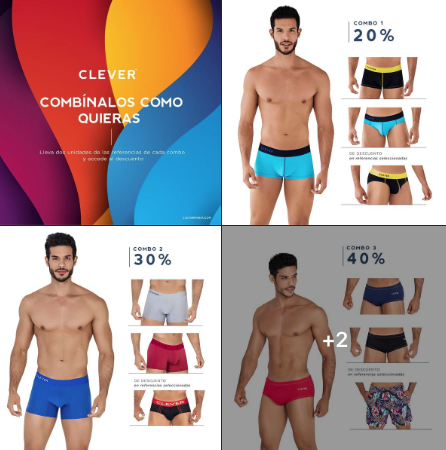 CLEVER
COMBÍNALOS COMO
QUIERAS
Lleva dos unidades de las referencias de cada combo
y accede al descuento
COMBO 1
20%
DE DESCUENTO
en referencias seleccionadas
COMBO 2
30%
DE DESCUENTO
en referencias seleccionadas
CLEVER
COMBO 3
40%
+2
DE DESCUENTO
en referencias seleccionadas